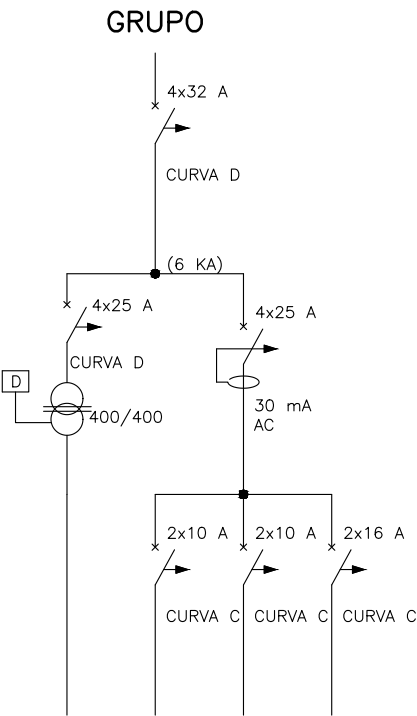 GRUPO
4x32 A
CURVA D
(6 KA)
4x25 A
4x25 A
CURVA D
D
400/400
30 mA
AC
2x10 A
2x10 A
2x16 A
CURVA C
CURVA C
CURVA C